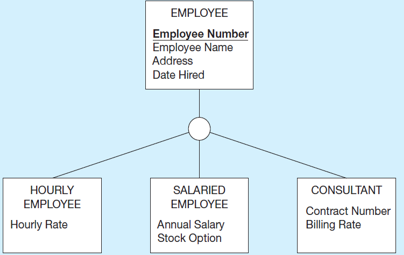 EMPLOYEE
Employee Number
Employee Name
Address
Date Hired
HOURLY
EMPLOYEE
Hourly Rate
SALARIED
EMPLOYEE
Annual Salary
Stock Option
CONSULTANT
Contract Number
Billing Rate